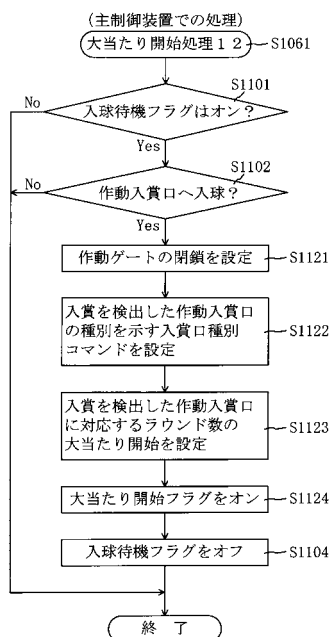 (主制御装置での処理)
大当たり開始処理12
S1061
S1101
入球待機フラグはオン?
No
Yes
S1102
作動入賞口へ入球?
No
Yes
作動ゲートの閉鎖を設定
S1121
入賞を検出した作動入賞口
の種別を示す入賞口種別
コマンドを設定
S1122
入賞を検出した作動入賞口
に対応するラウンド数の
大当たり開始を設定
S1123
大当たり開始フラグをオン
S1124
入球待機フラグをオフ
S1104
終 了